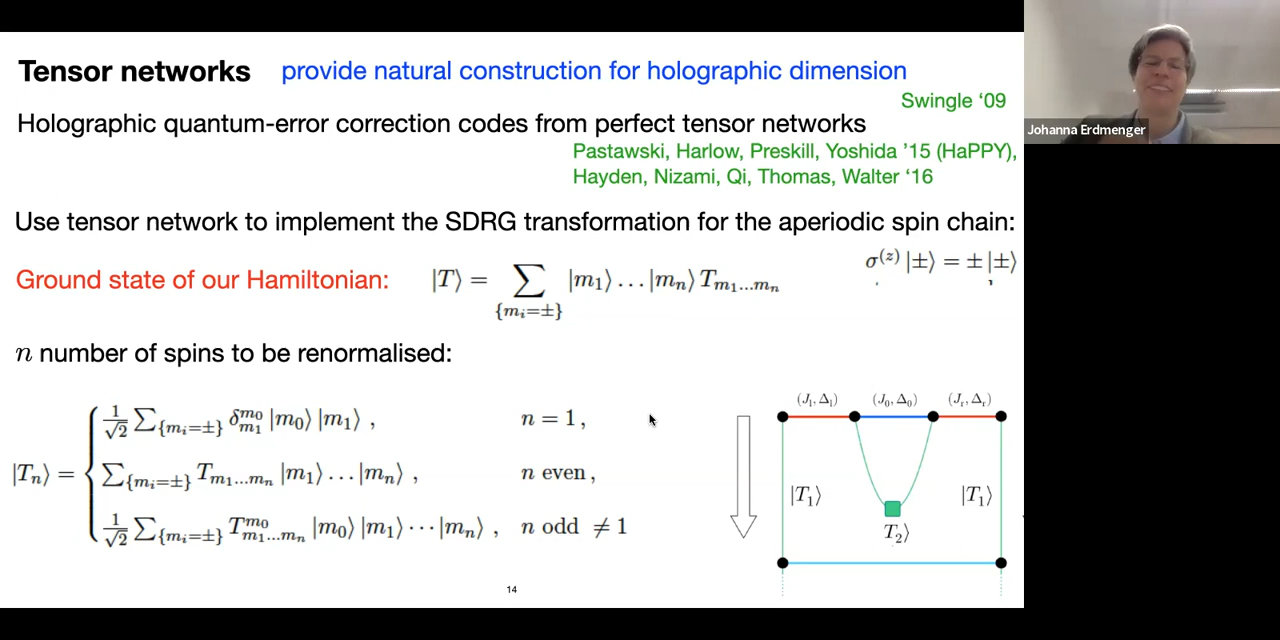 Tensor networks provide natural construction for holographic dimension
Swingle ‘09
Holographic quantum-error correction codes from perfect tensor networks
Pastawski, Harlow, Preskill, Yoshida ’15 (HaPPY),
Hayden, Nizami, Qi, Thomas, Walter ‘16
Use tensor network to implement the SDRG transformation for the aperiodic spin chain:
σ^{(z)} |±⟩ = ± |±⟩ ,
Ground state of our Hamiltonian: |T⟩ = ∑_{\{m_i=±\}} |m_1⟩ … |m_n⟩ T_{m_1…m_n}
n number of spins to be renormalised:
|T_n⟩ = {
\frac{1}{√2} ∑_{\{m_i=±\}} δ^{m_0}_{m_1} |m_0⟩ |m_1⟩ , n = 1 ,
∑_{\{m_i=±\}} T_{m_1…m_n} |m_1⟩ … |m_n⟩ , n even ,
\frac{1}{√2} ∑_{\{m_i=±\}} T^{m_0}_{m_1…m_n} |m_0⟩ |m_1⟩ ⋯ |m_n⟩ , n odd ≠ 1
(J_l, Δ_l) (J_0, Δ_0) (J_r, Δ_r)
|T_1⟩ |T_1⟩
T_2⟩
14
Johanna Erdmenger